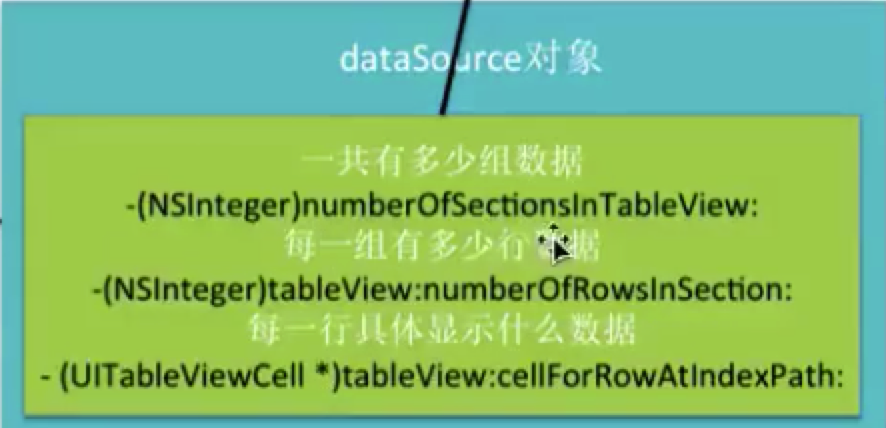 dataSource对象
一共有多少组数据
-(NSInteger)numberOfSectionsInTableView:
每一组有多少行数据
-(NSInteger)tableView:numberOfRowsInSection:
每一行具体显示什么数据
- (UITableViewCell *)tableView:cellForRowAtIndexPath: